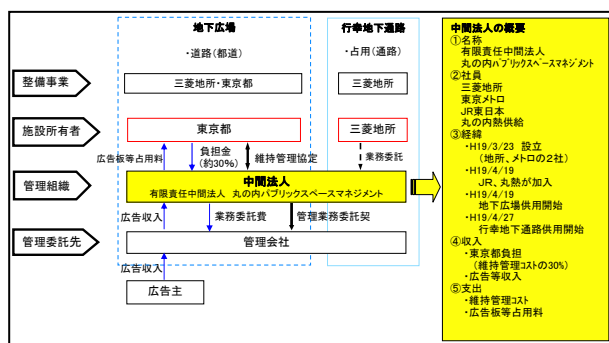 地下広場
・道路(都道)
行幸地下通路
・占用(通路)
整備事業
三菱地所・東京都
三菱地所
施設所有者
東京都
三菱地所
広告板等占用料
負担金
(約30%)
維持管理協定
業務委託
管理組織
中間法人
有限責任中間法人 丸の内パブリックスペースマネジメント
広告収入
業務委託費
管理業務委託契
管理委託先
管理会社
広告収入
広告主
中間法人の概要
①名称
有限責任中間法人
丸の内パブリックスペースマネジメント
②社員
三菱地所
東京メトロ
JR東日本
丸の内熱供給
③経緯
・H19/3/23 設立
(地所、メトロの2社)
・H19/4/19
JR、丸熱が加入
・H19/4/19
地下広場供用開始
・H19/4/27
行幸地下通路供用開始
④収入
・東京都負担
(維持管理コストの30%)
・広告等収入
⑤支出
・維持管理コスト
・広告板等占用料